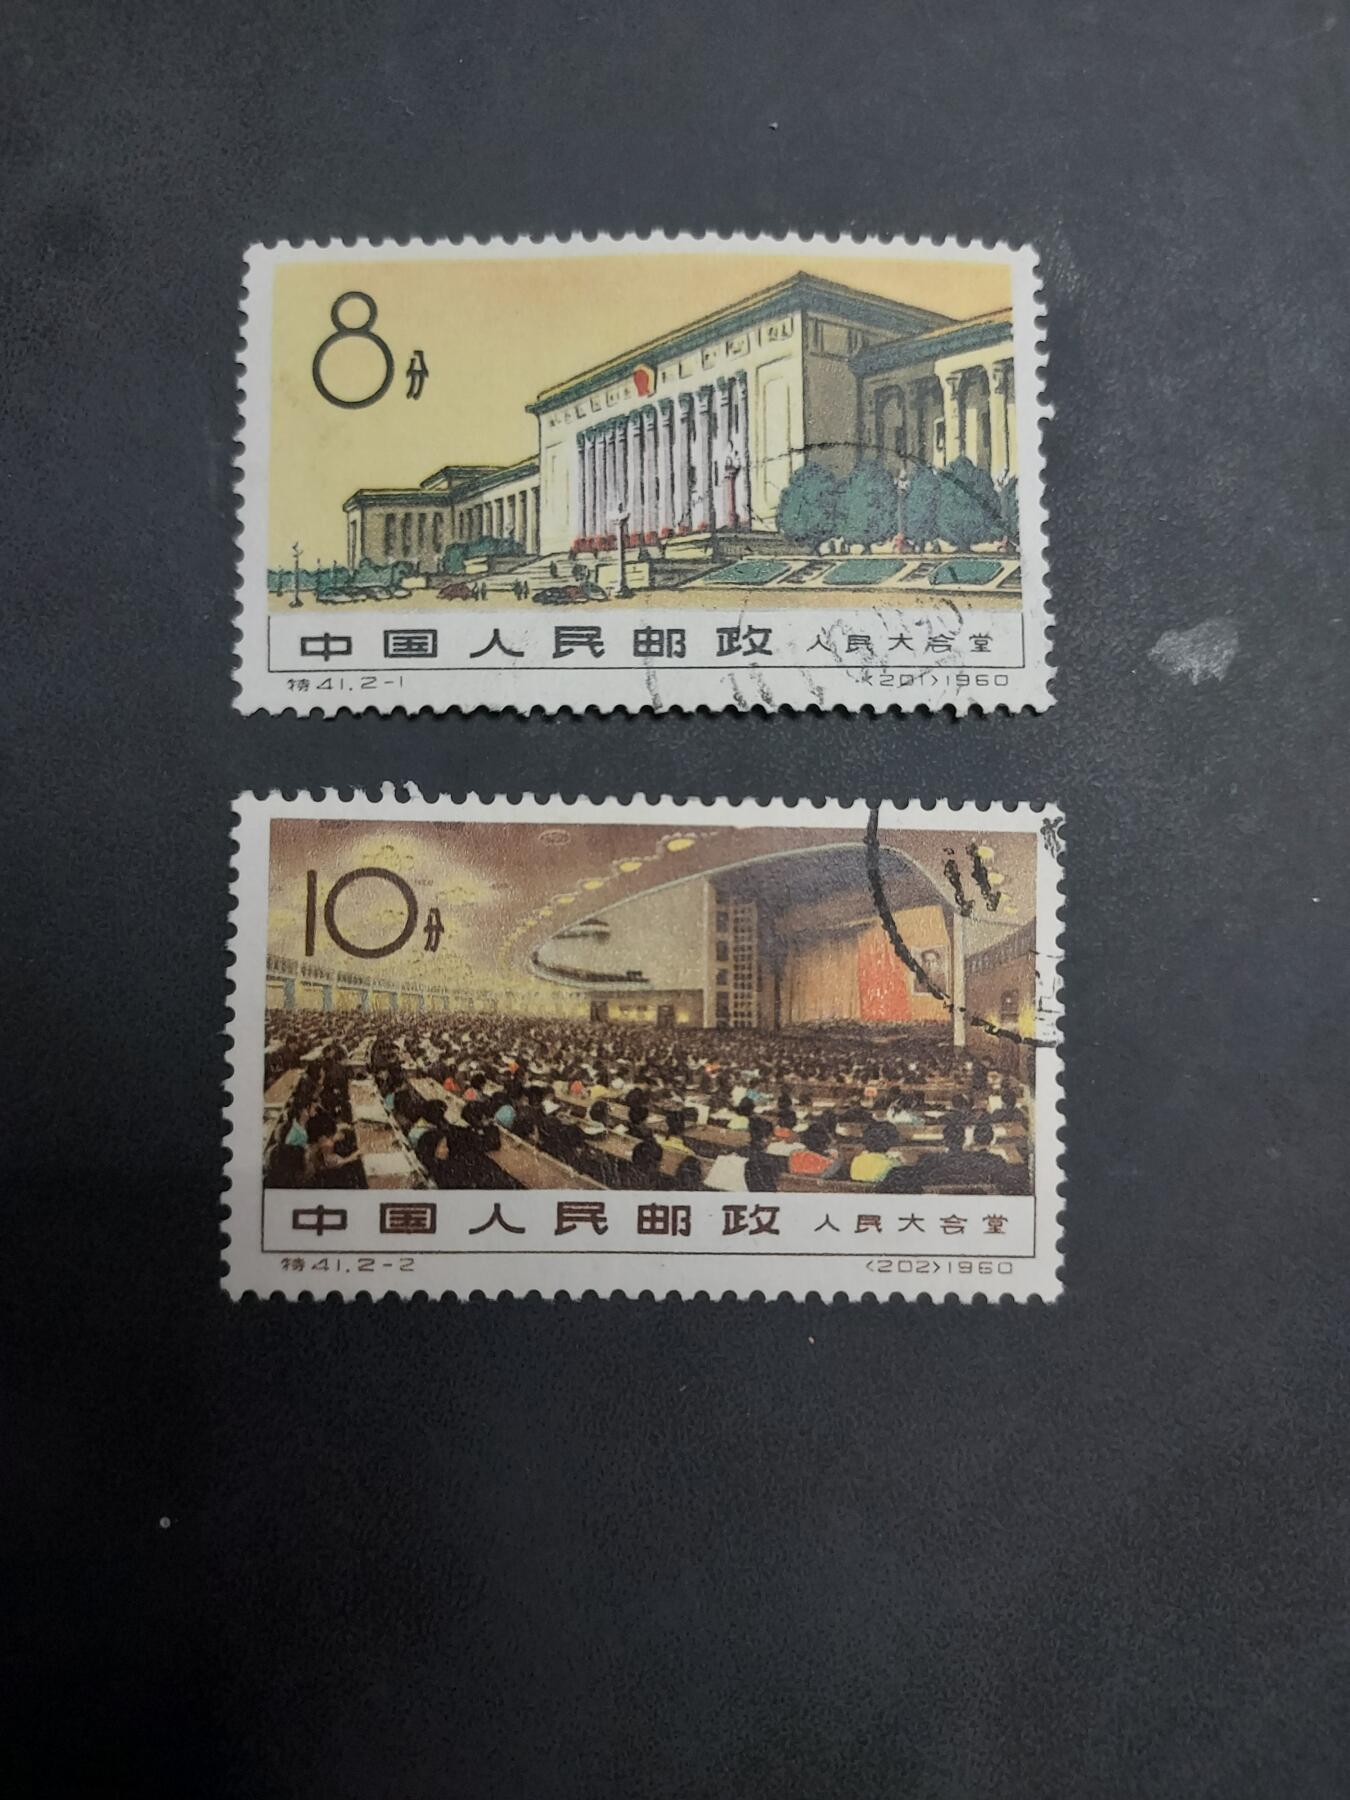 8分
中国人民邮政 人民大会堂
特41.2-1 <201>1960
10分
中国人民邮政 人民大会堂
特41.2-2 <202>1960